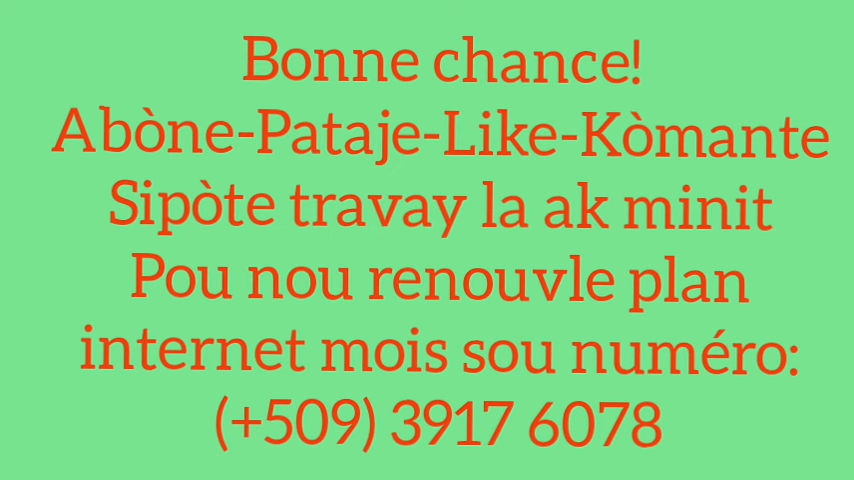 Bonne chance!
Abòne-Pataje-Like-Kòmante
Sipòte travay la ak minit
Pou nou renouvle plan
internet mois sou numéro:
(+509) 3917 6078